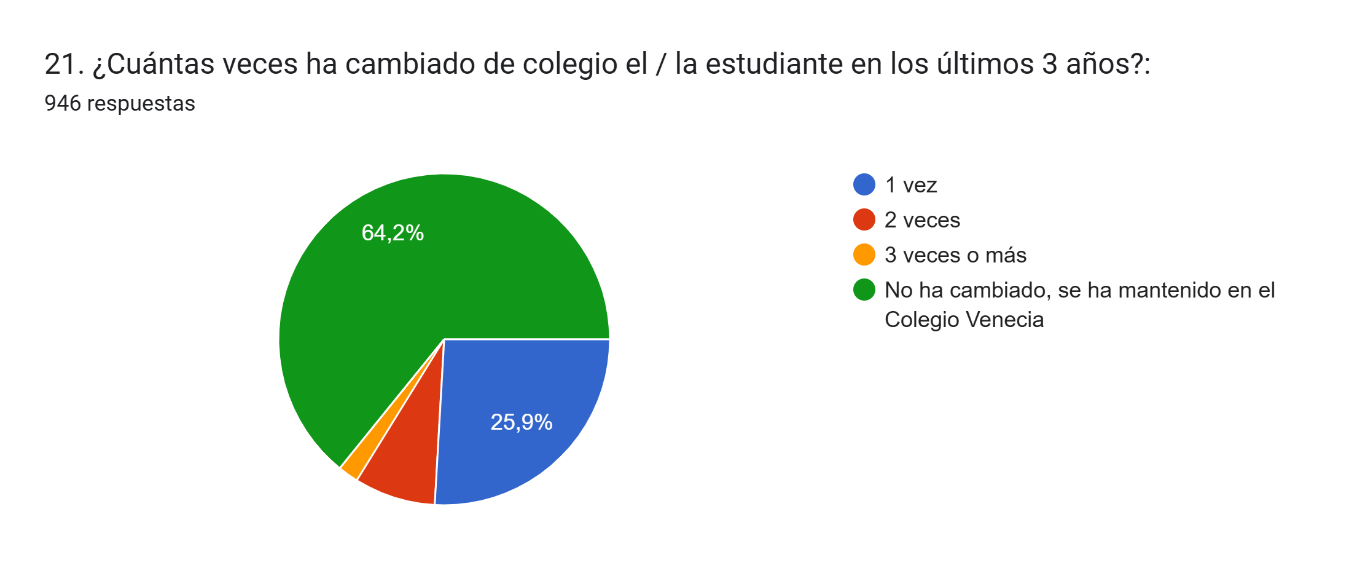 21. ¿Cuántas veces ha cambiado de colegio el / la estudiante en los últimos 3 años?:
946 respuestas
64,2%
25,9%
1 vez
2 veces
3 veces o más
No ha cambiado, se ha mantenido en el
Colegio Venecia